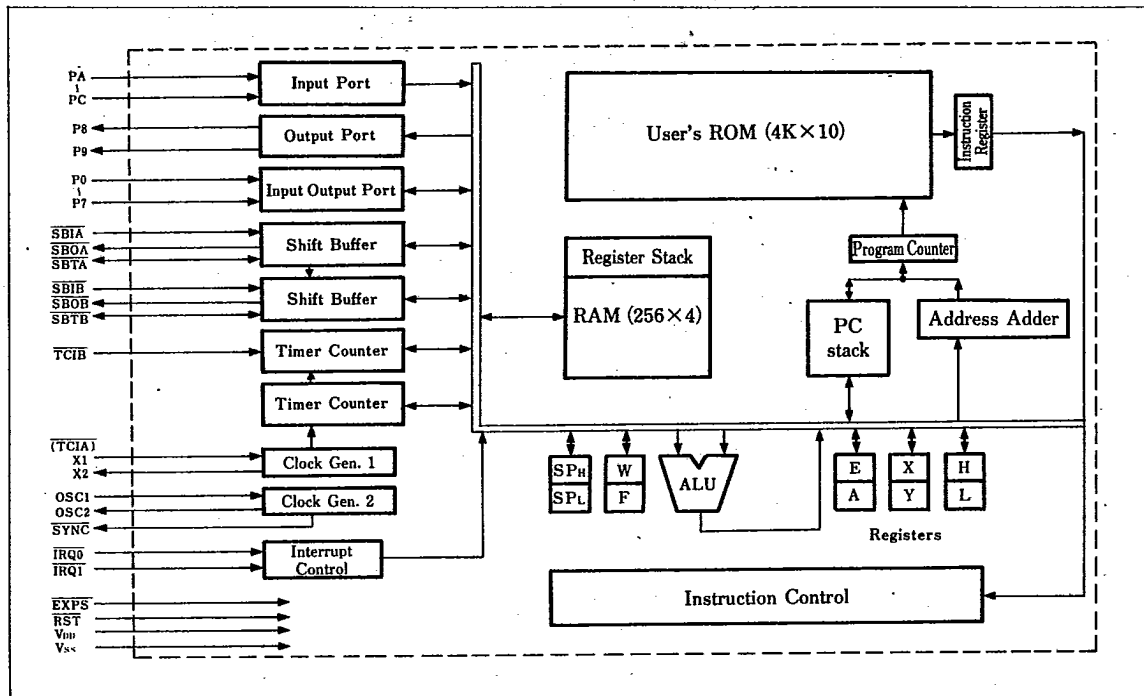 PA
~
PC
Input Port
P8
P9
Output Port
P0
~
P7
Input Output Port
SBIA
SBOA
SBTA
Shift Buffer
SBIB
SBOB
SBTB
Shift Buffer
TCIB
Timer Counter
Timer Counter
(TCIA)
X1
X2
Clock Gen. 1
OSC1
OSC2
Clock Gen. 2
SYNC
IRQ0
IRQ1
Interrupt
Control
EXPS
RST
VDD
VSS
User's ROM (4K×10)
Instruction
Register
Program Counter
Register Stack
RAM (256×4)
PC
stack
Address Adder
SPH
SPL
W
F
ALU
E
A
X
Y
H
L
Registers
Instruction Control